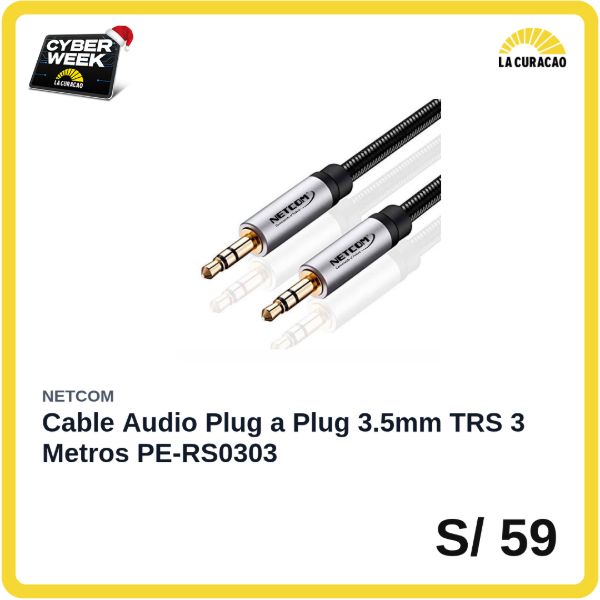 CYBER
WEEK
LA CURACAO
LA CURACAO
NETCOM
NETCOM
NETCOM
Cable Audio Plug a Plug 3.5mm TRS 3
Metros PE-RS0303
S/ 59